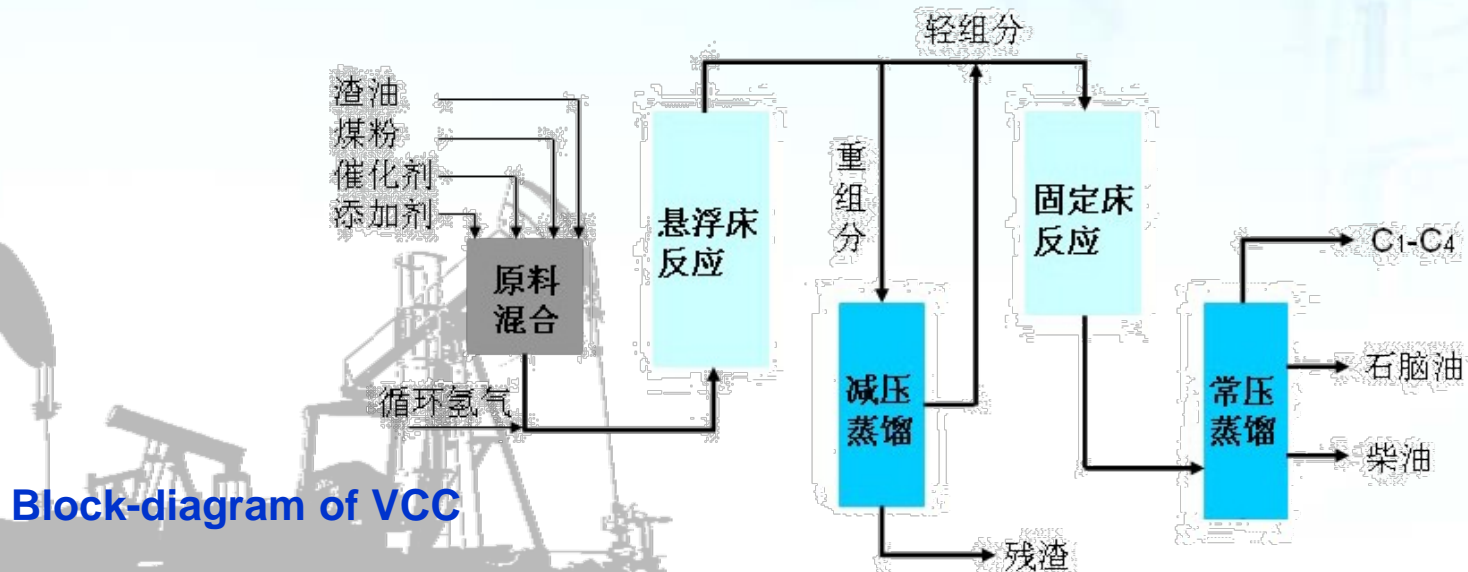 轻组分
渣油
煤粉
催化剂
添加剂
原料
混合
循环氢气
悬浮床
反应
重
组
分
减压
蒸馏
残渣
固定床
反应
常压
蒸馏
C1-C4
石脑油
柴油
Block-diagram of VCC